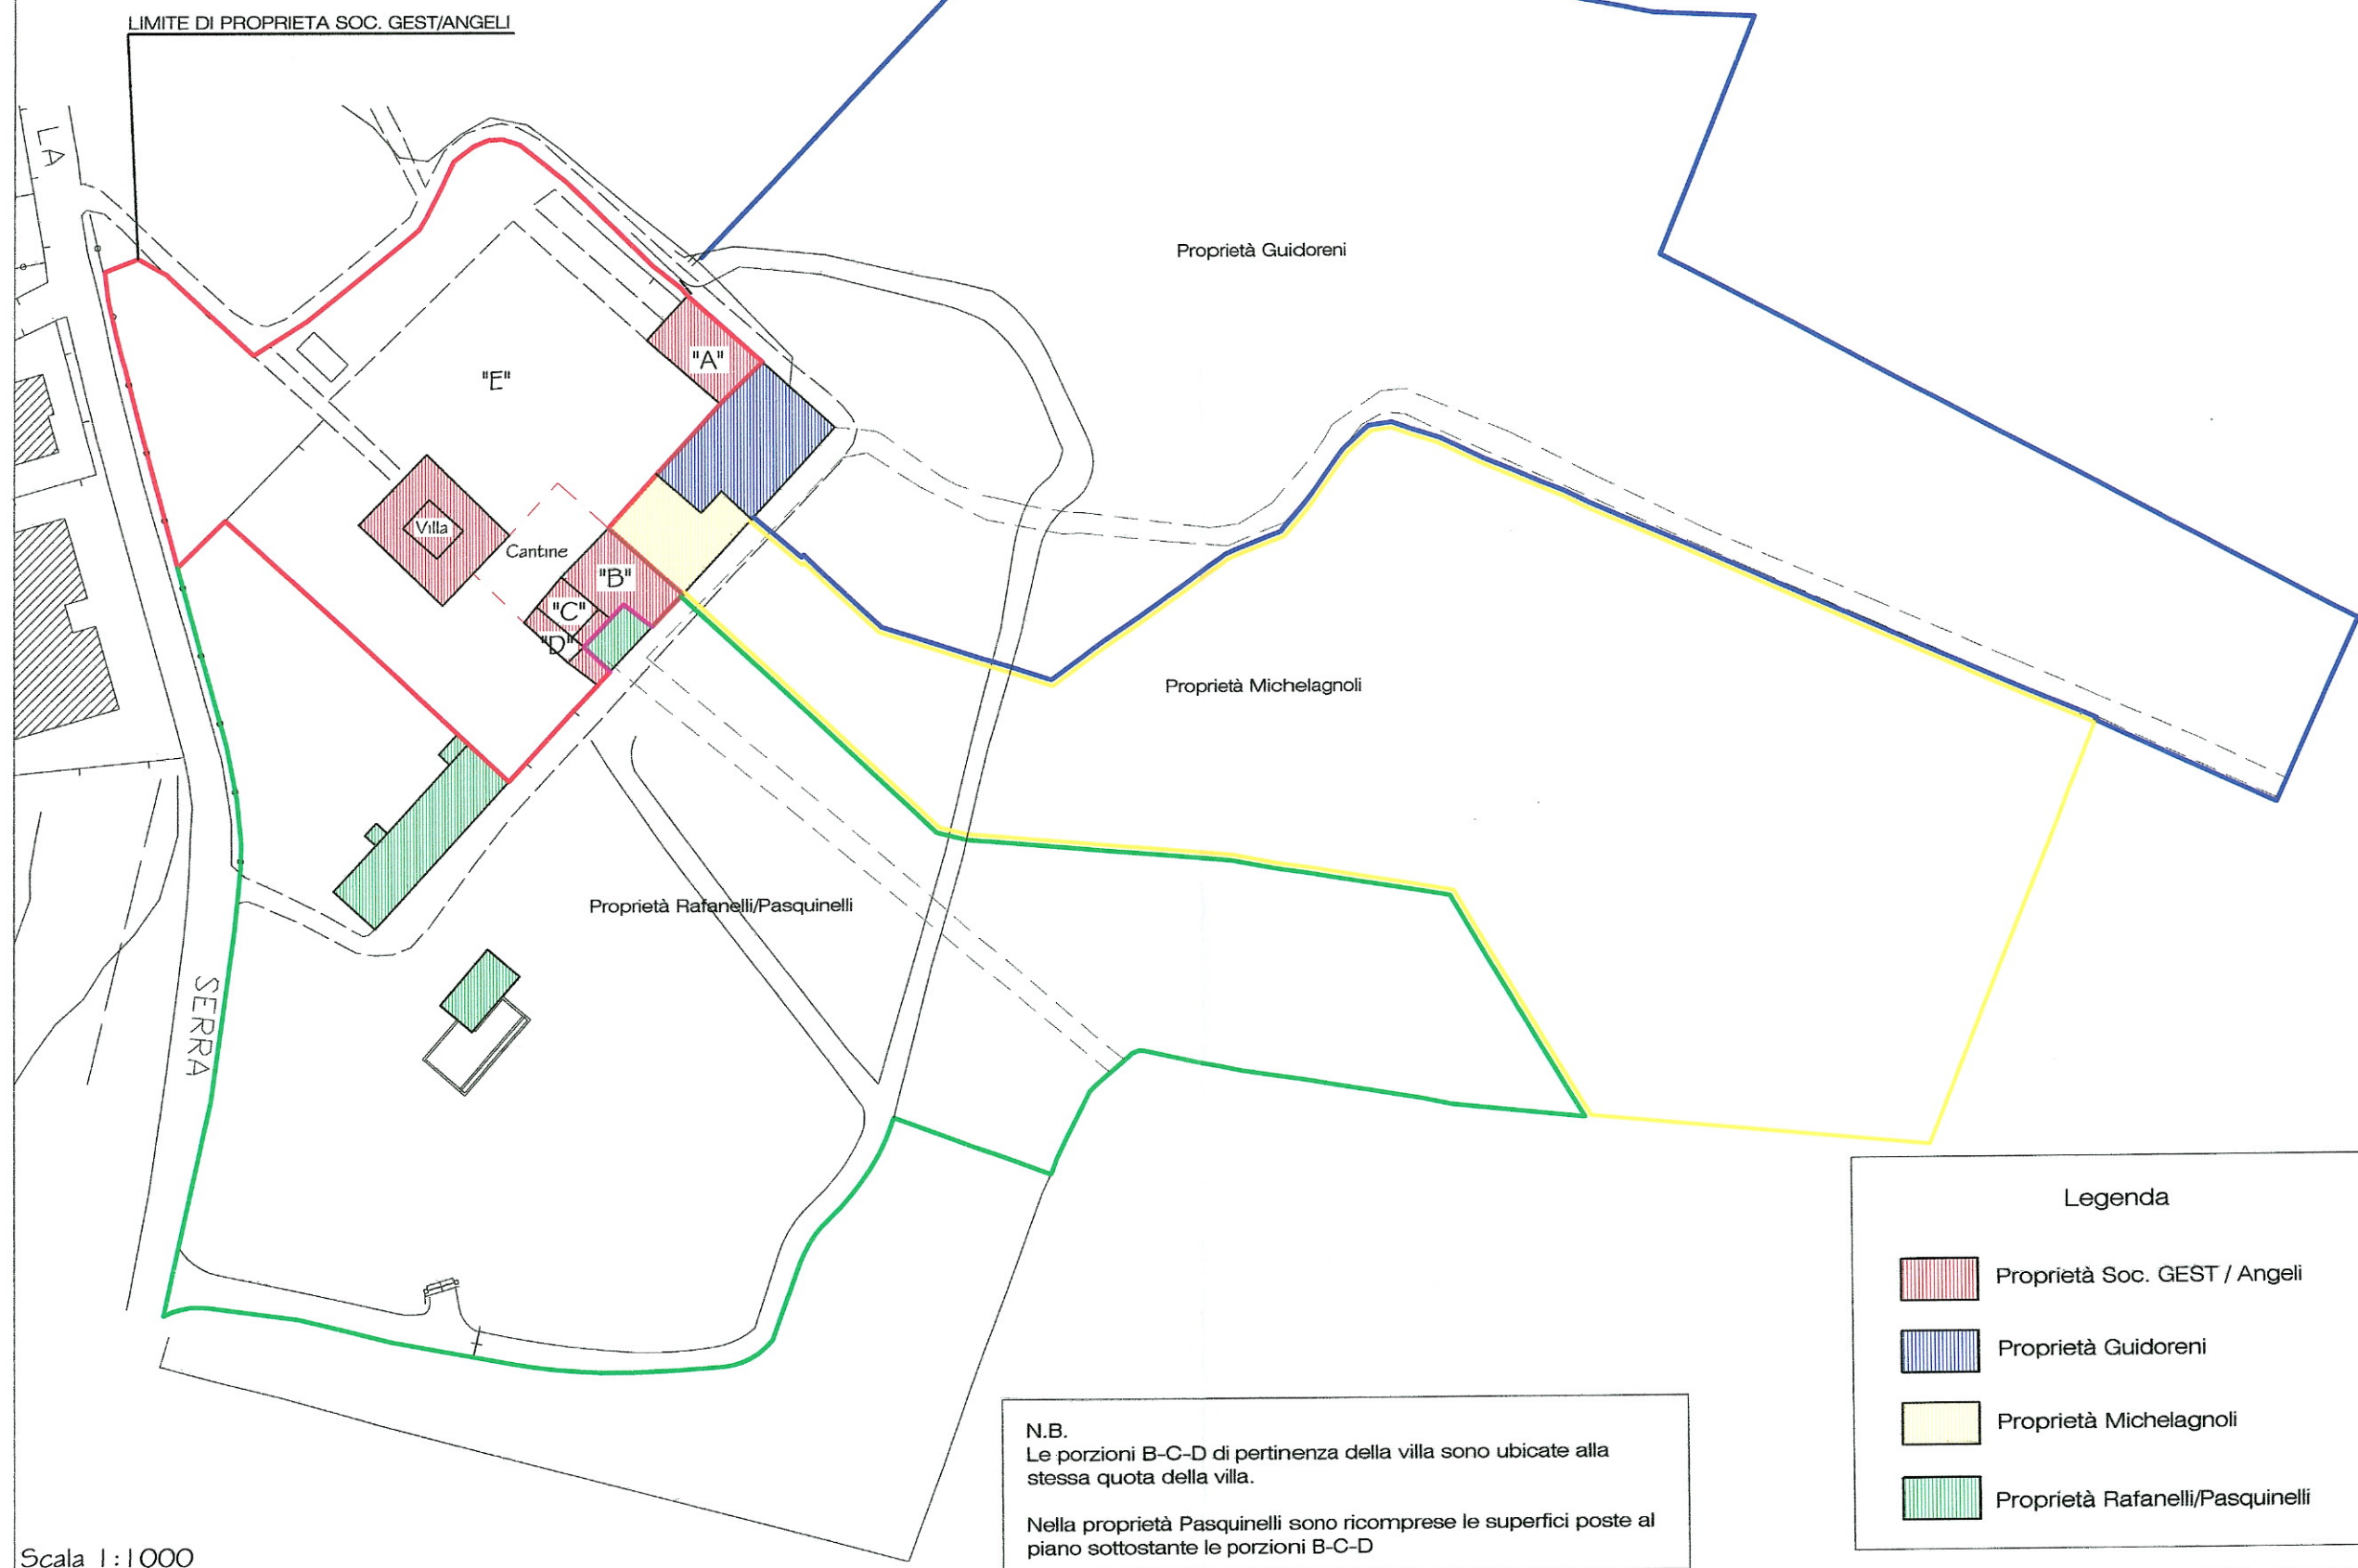 LIMITE DI PROPRIETA SOC. GEST/ANGELI
LA
Proprietà Guidoreni
"A"
"E"
Villa
Cantine
"B"
"C"
"D"
Proprietà Michelagnoli
Proprietà Rafanelli/Pasquinelli
SERRA
Legenda
Proprietà Soc. GEST / Angeli
Proprietà Guidoreni
Proprietà Michelagnoli
Proprietà Rafanelli/Pasquinelli
N.B.
Le porzioni B-C-D di pertinenza della villa sono ubicate alla
stessa quota della villa.
Nella proprietà Pasquinelli sono ricomprese le superfici poste al
piano sottostante le porzioni B-C-D
Scala 1:1000